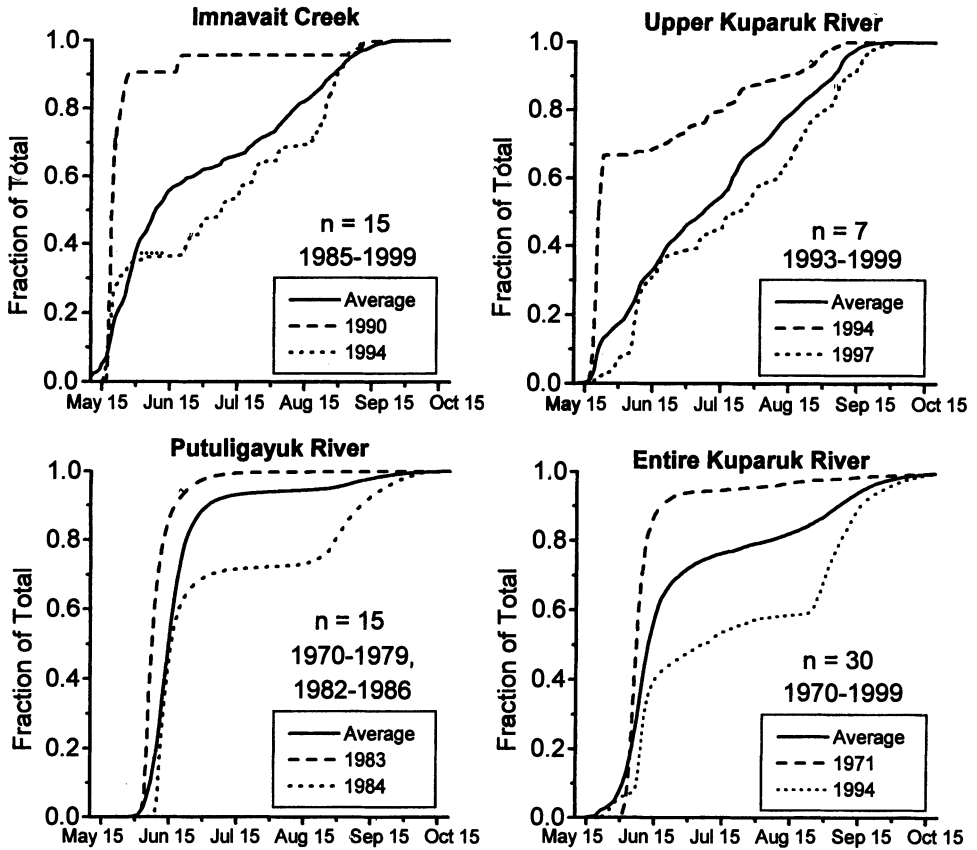 Imnavait Creek
1.0
0.8
0.6
0.4
0.2
0.0
Fraction of Total
n = 15
1985-1999
Average
1990
1994
May 15 Jun 15 Jul 15 Aug 15 Sep 15 Oct 15
Upper Kuparuk River
1.0
0.8
0.6
0.4
0.2
0.0
Fraction of Total
n = 7
1993-1999
Average
1994
1997
May 15 Jun 15 Jul 15 Aug 15 Sep 15 Oct 15
Putuligayuk River
1.0
0.8
0.6
0.4
0.2
0.0
Fraction of Total
n = 15
1970-1979,
1982-1986
Average
1983
1984
May 15 Jun 15 Jul 15 Aug 15 Sep 15 Oct 15
Entire Kuparuk River
1.0
0.8
0.6
0.4
0.2
0.0
Fraction of Total
n = 30
1970-1999
Average
1971
1994
May 15 Jun 15 Jul 15 Aug 15 Sep 15 Oct 15